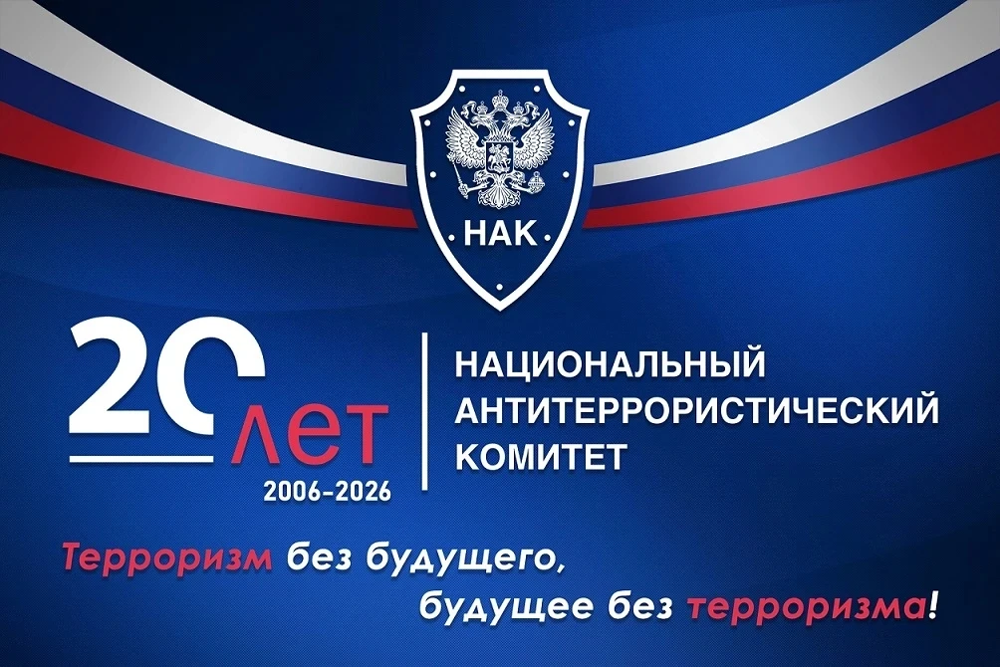 НАК
20 лет
2006-2026
НАЦИОНАЛЬНЫЙ
АНТИТЕРРОРИСТИЧЕСКИЙ
КОМИТЕТ
Терроризм без будущего,
будущее без терроризма!